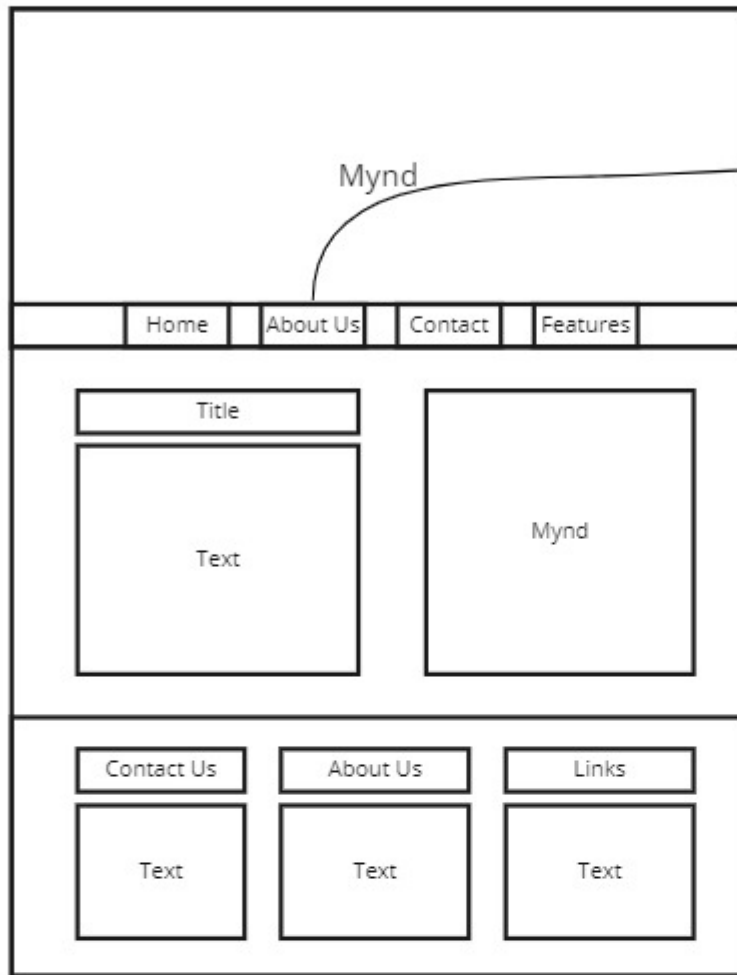 Mynd
Home About Us Contact Features
Title
Text
Mynd
Contact Us About Us Links
Text Text Text